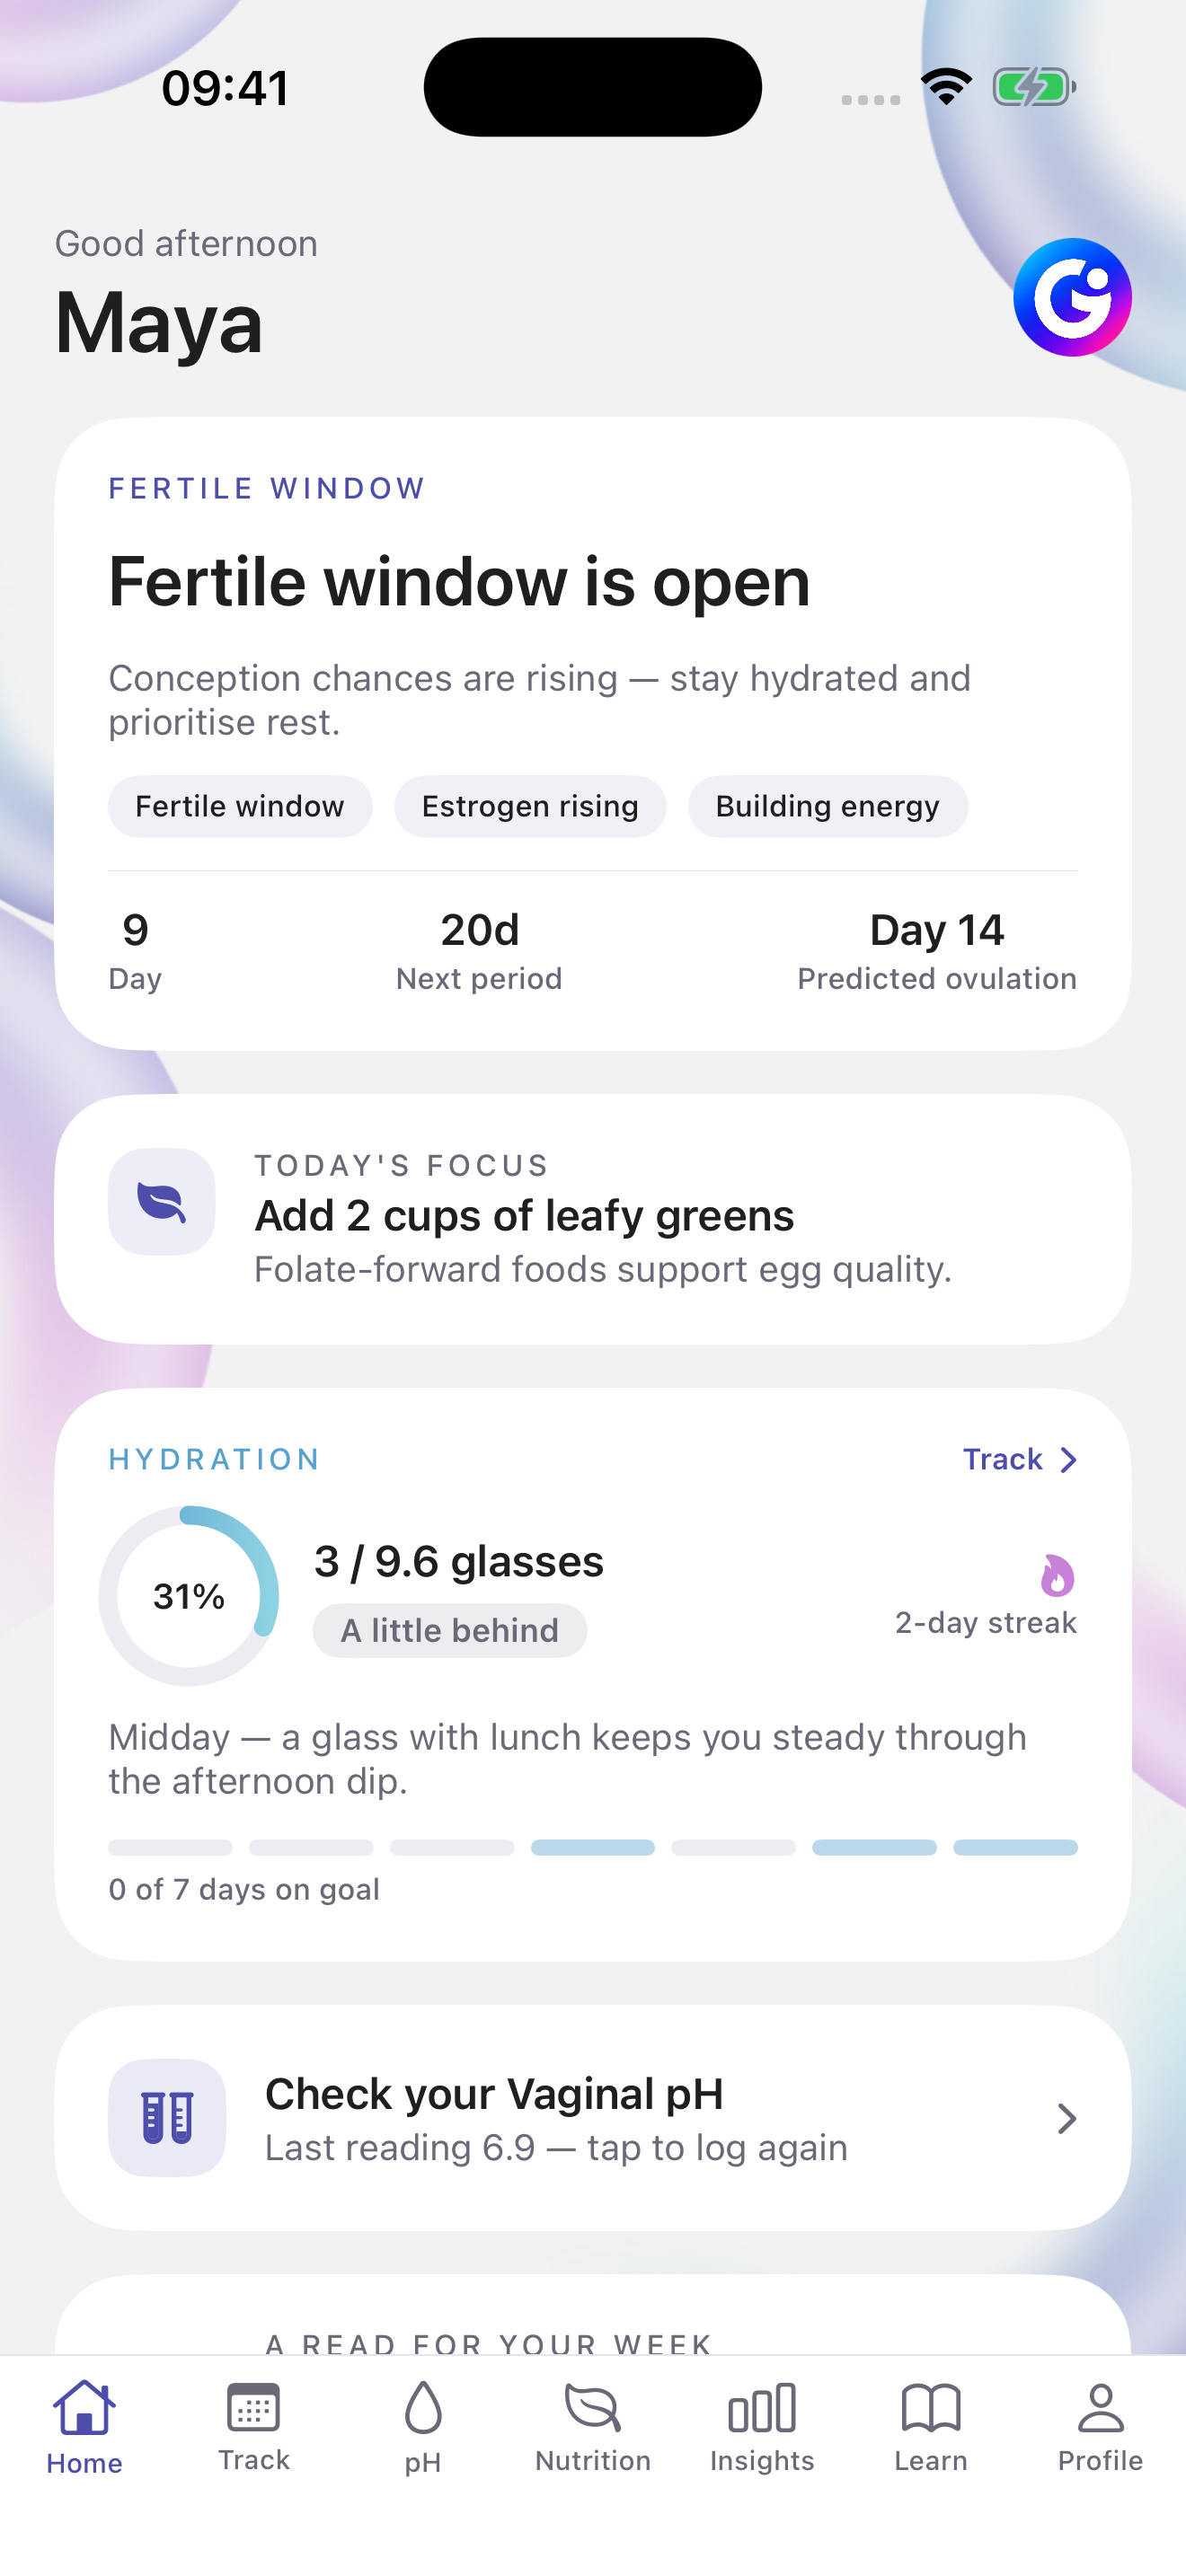 09:41
Good afternoon
Maya
FERTILE WINDOW
Fertile window is open
Conception chances are rising — stay hydrated and
prioritise rest.
Fertile window
Estrogen rising
Building energy
9
Day
20d
Next period
Day 14
Predicted ovulation
TODAY'S FOCUS
Add 2 cups of leafy greens
Folate-forward foods support egg quality.
HYDRATION
Track
31%
3 / 9.6 glasses
A little behind
2-day streak
Midday — a glass with lunch keeps you steady through
the afternoon dip.
0 of 7 days on goal
Check your Vaginal pH
Last reading 6.9 — tap to log again
A READ FOR YOUR WEEK
Home
Track
pH
Nutrition
Insights
Learn
Profile